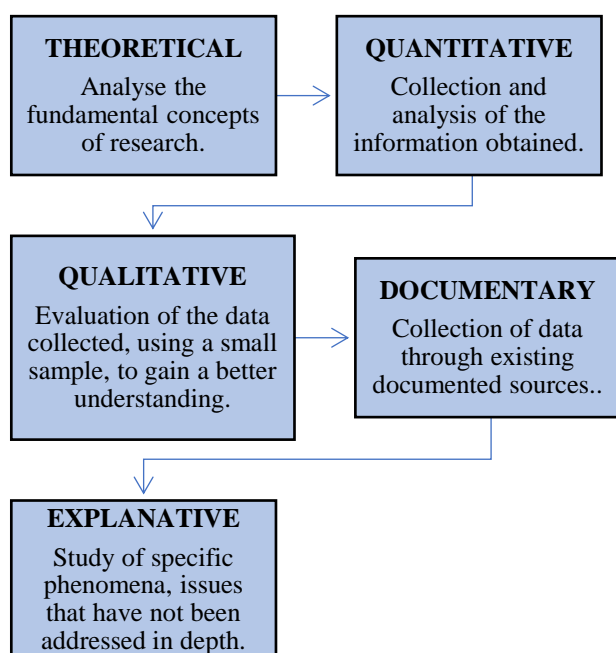 THEORETICAL
Analyse the
fundamental concepts
of research.
QUANTITATIVE
Collection and
analysis of the
information obtained.
QUALITATIVE
Evaluation of the data
collected, using a small
sample, to gain a better
understanding.
DOCUMENTARY
Collection of data
through existing
documented sources..
EXPLANATIVE
Study of specific
phenomena, issues
that have not been
addressed in depth.